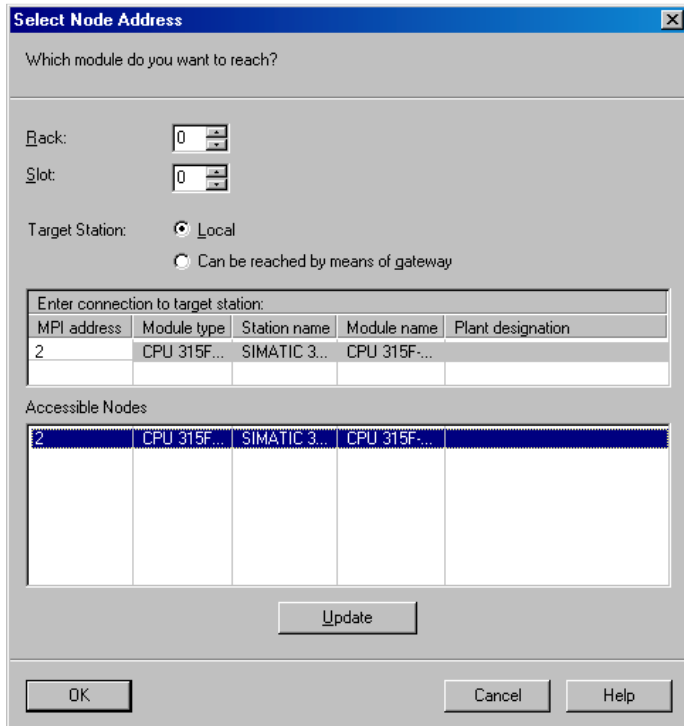 Select Node Address
Which module do you want to reach?
Rack: 0
Slot: 0
Target Station: Local
Can be reached by means of gateway
Enter connection to target station:
MPI address Module type Station name Module name Plant designation
2 CPU 315F... SIMATIC 3... CPU 315F-...
Accessible Nodes
2 CPU 315F... SIMATIC 3... CPU 315F-...
Update
OK Cancel Help